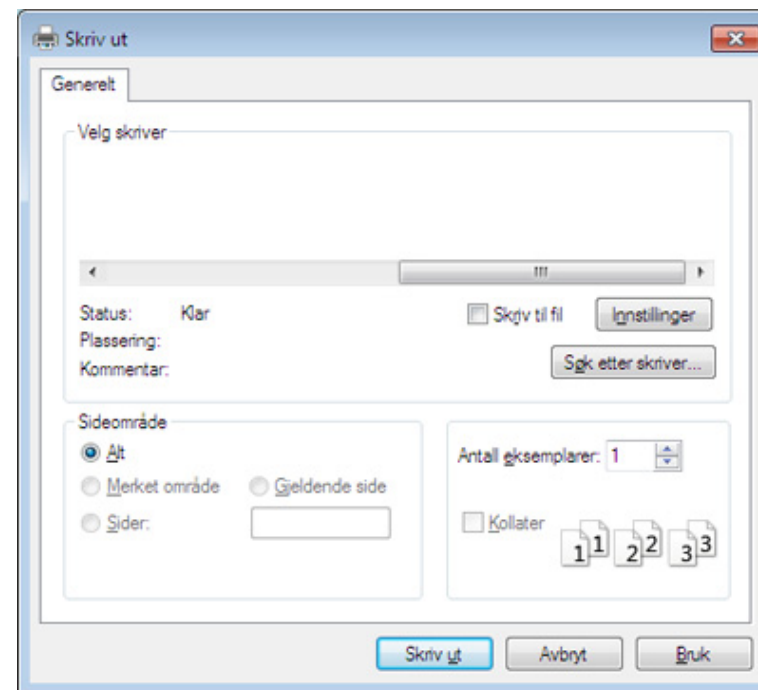 Skriv ut
Generelt
Velg skriver
Status: Klar
Skriv til fil
Innstillinger
Plassering:
Kommentar:
Søk etter skriver...
Sideområde
Alt
Merket område
Gjeldende side
Sider:
Antall eksemplarer: 1
Kollater
1 1 2 2 3 3
Skriv ut
Avbryt
Bruk